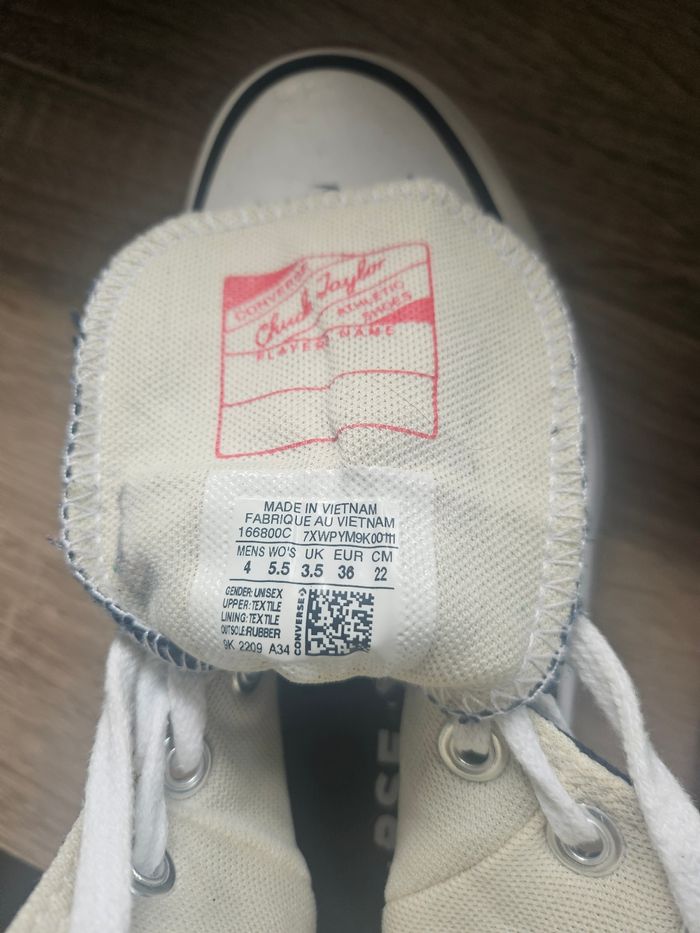 CONVERSE
Chuck Taylor
ATHLETIC
SHOES
PLAYER NAME
MADE IN VIETNAM
FABRIQUE AU VIETNAM
166800C 7XWPYM9K00111
MENS WO'S UK EUR CM
4 5.5 3.5 36 22
GENDER: UNISEX
UPPER: TEXTILE
LINING: TEXTILE
OUTSOLE:RUBBER
9K 2209 A34
CONVERSE